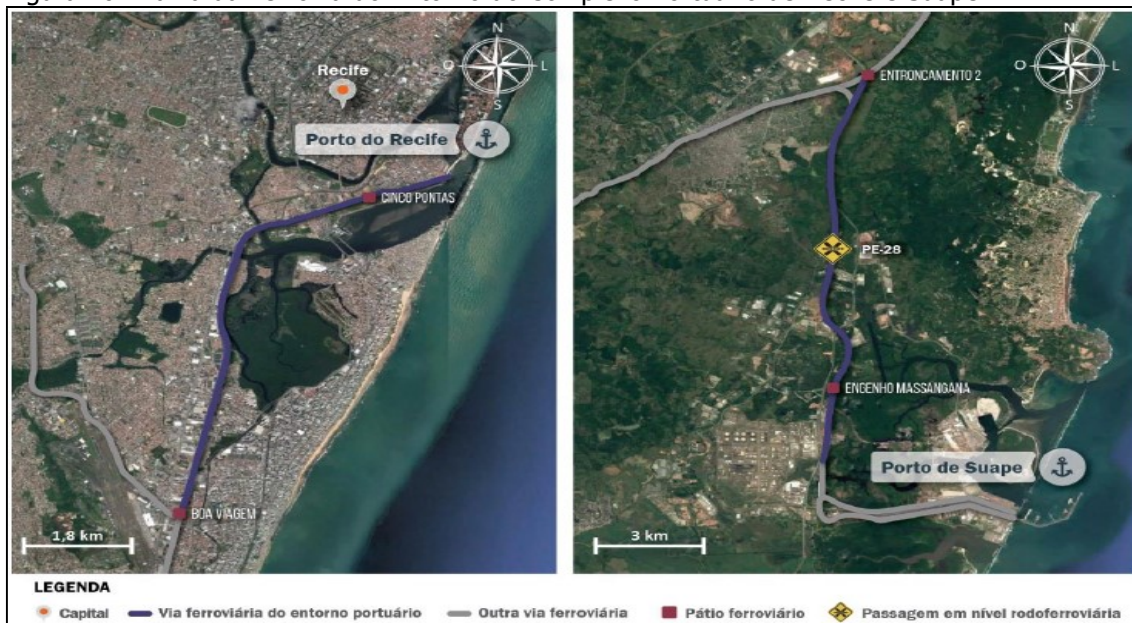 N
O
L
S
Recife
Porto do Recife
CINCO PONTAS
BOA VIAGEM
1,8 km
N
O
L
S
ENTRONCAMENTO 2
PE-28
ENGENHO MASSANGANA
Porto de Suape
3 km
LEGENDA
Capital Via ferroviária do entorno portuário Outra via ferroviária Pátio ferroviário Passagem em nível rodoferroviária